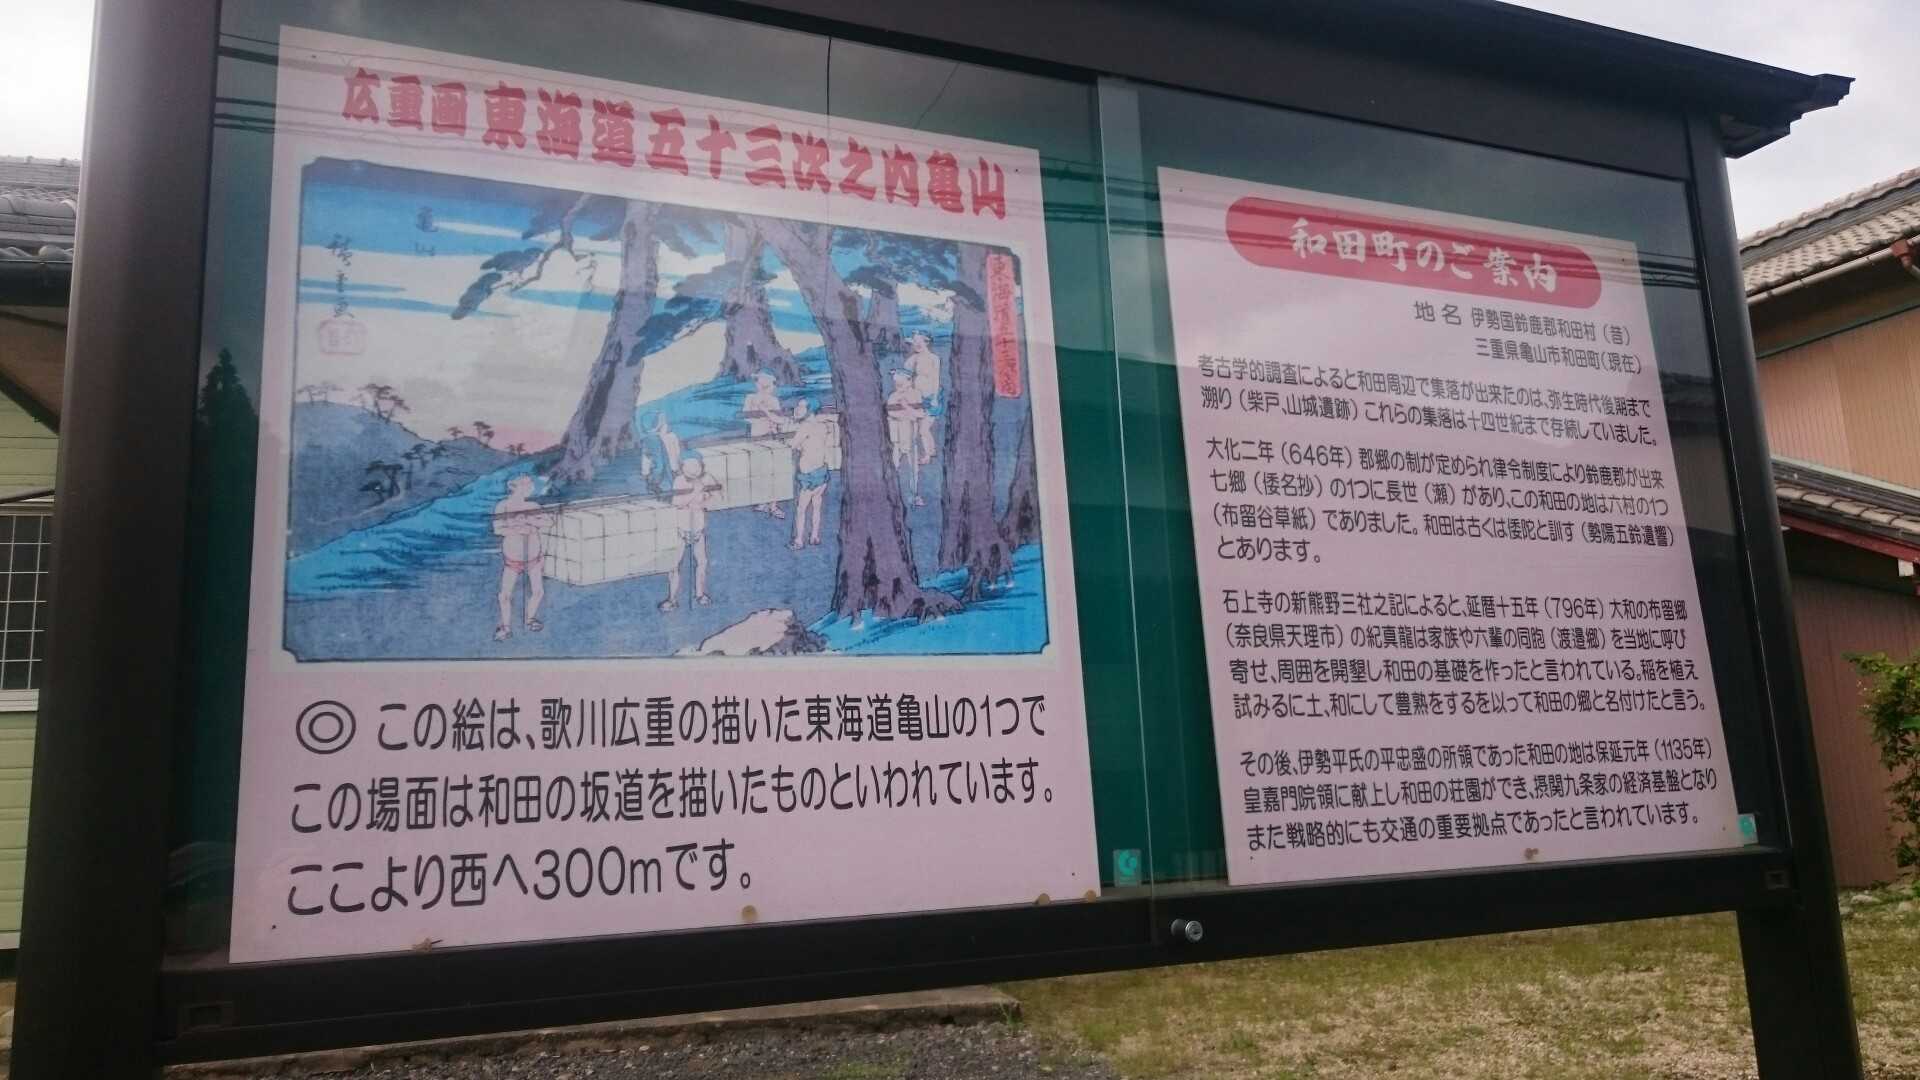 広重画 東海道五十三次之内亀山
亀山
廣重画
東海道五十三次之内
◎ この絵は、歌川広重の描いた東海道亀山の1つで
この場面は和田の坂道を描いたものといわれています。
ここより西へ300mです。
和田町のご案内
地名 伊勢国鈴鹿郡和田村（昔）
三重県亀山市和田町（現在）
考古学的調査によると和田周辺で集落が出来たのは、弥生時代後期まで
溯り（柴戸、山城遺跡）これらの集落は十四世紀まで存続していました。
大化二年（646年）郡郷の制が定められ律令制度により鈴鹿郡が出来
七郷（倭名抄）の1つに長世（瀬）があり、この和田の地は六村の1つ
（布留谷草紙）でありました。和田は古くは倭陀と訓す（勢陽五鈴遺響）
とあります。
石上寺の新熊野三社之記によると、延暦十五年（796年）大和の布留郷
（奈良県天理市）の紀真龍は家族や六輩の同胞（渡邉郷）を当地に呼び
寄せ、周囲を開墾し和田の基礎を作ったと言われている。稲を植え
試みるに土、和にして豊熟をするを以って和田の郷と名付けたと言う。
その後、伊勢平氏の平忠盛の所領であった和田の地は保延元年（1135年）
皇嘉門院領に献上し和田の荘園ができ、摂関九条家の経済基盤となり
また戦略的にも交通の重要拠点であったと言われています。